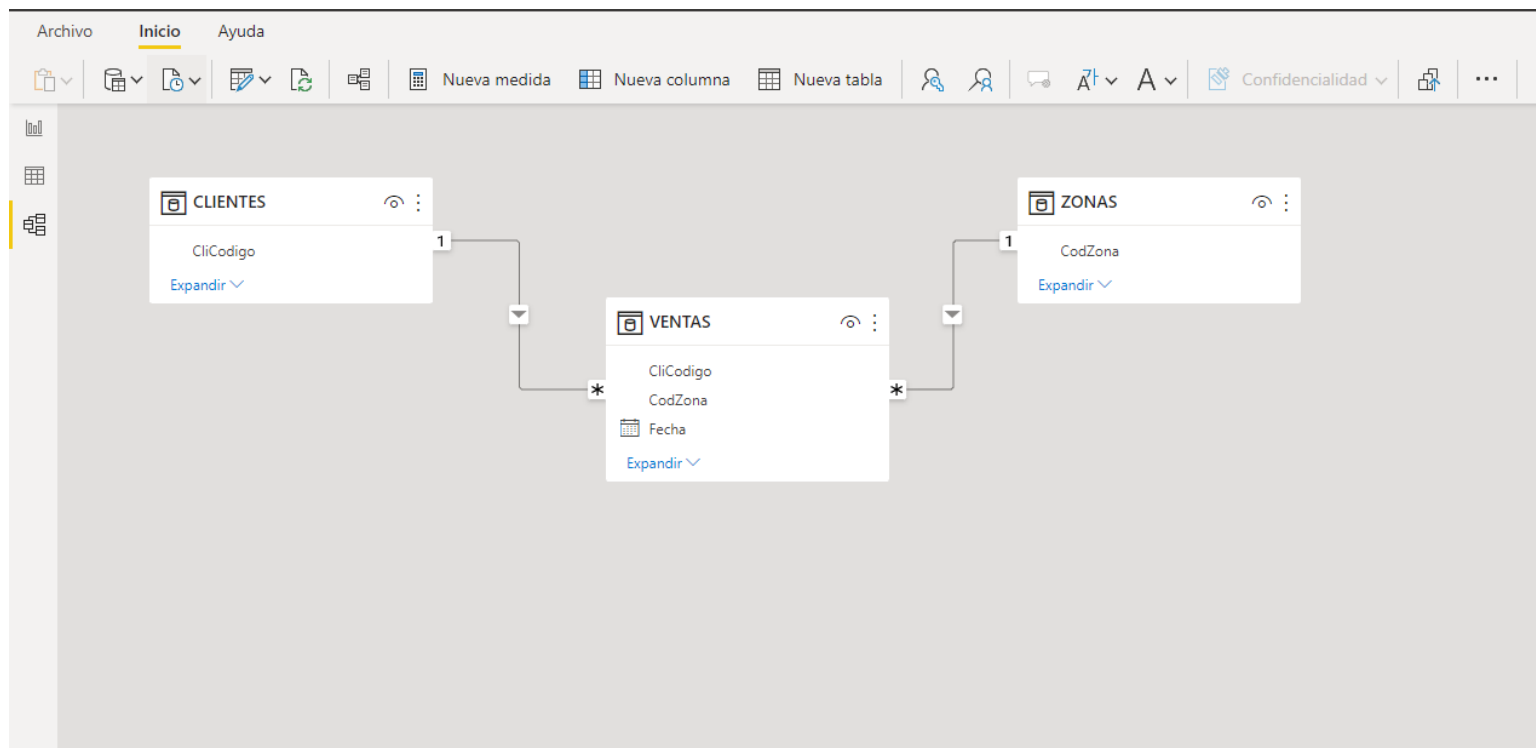 Archivo Inicio Ayuda
Nueva medida Nueva columna Nueva tabla Confidencialidad
CLIENTES
CliCodigo
Expandir
1
ZONAS
CodZona
Expandir
1
VENTAS
CliCodigo
CodZona
Fecha
Expandir
*
*